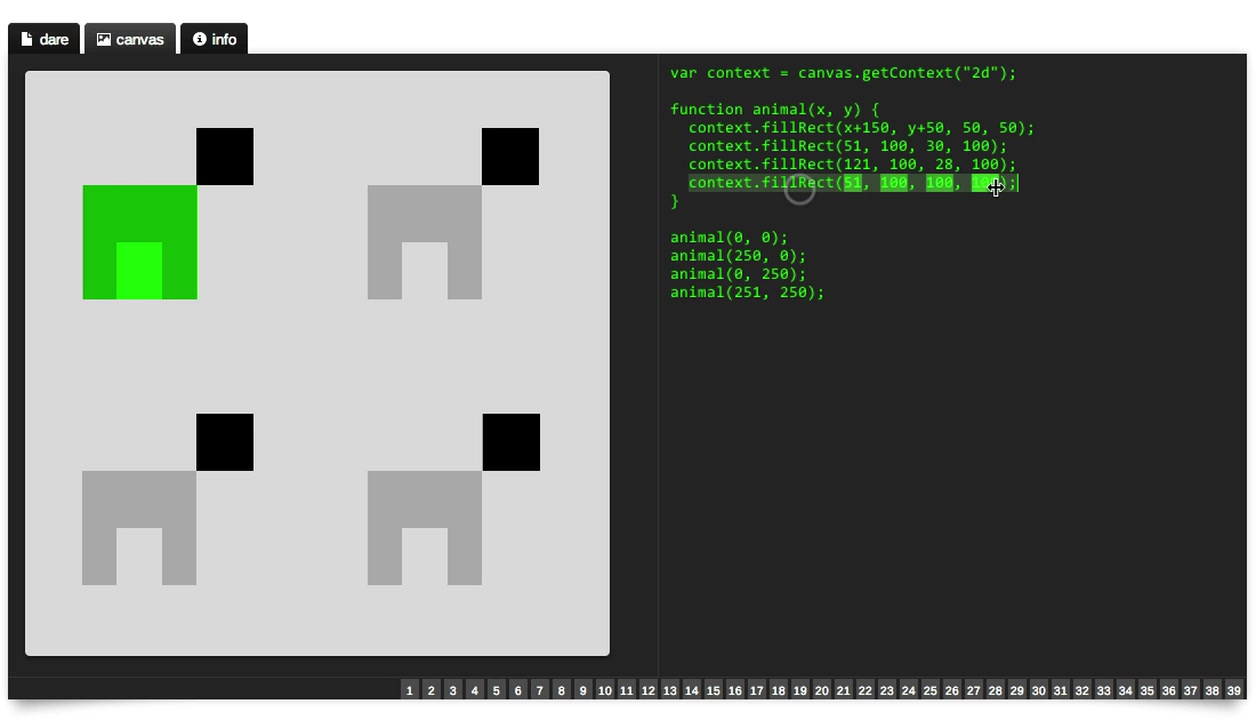 dare canvas info
var context = canvas.getContext("2d");
function animal(x, y) {
context.fillRect(x+150, y+50, 50, 50);
context.fillRect(51, 100, 30, 100);
context.fillRect(121, 100, 28, 100);
context.fillRect(51, 100, 100, 100);
}
animal(0, 0);
animal(250, 0);
animal(0, 250);
animal(251, 250);
1 2 3 4 5 6 7 8 9 10 11 12 13 14 15 16 17 18 19 20 21 22 23 24 25 26 27 28 29 30 31 32 33 34 35 36 37 38 39